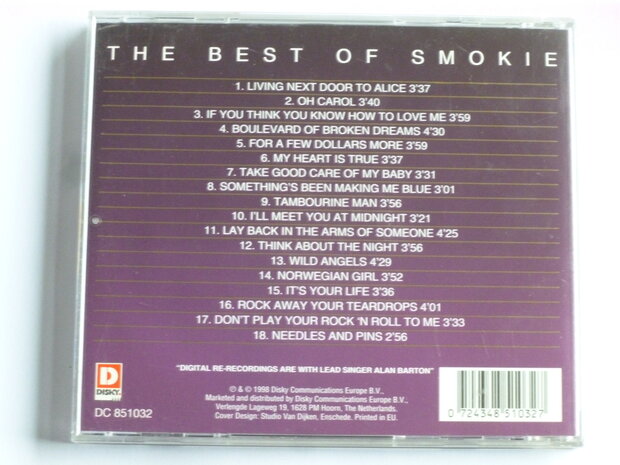 THE BEST OF SMOKIE
1. LIVING NEXT DOOR TO ALICE 3'37
2. OH CAROL 3'40
3. IF YOU THINK YOU KNOW HOW TO LOVE ME 3'59
4. BOULEVARD OF BROKEN DREAMS 4'30
5. FOR A FEW DOLLARS MORE 3'59
6. MY HEART IS TRUE 3'37
7. TAKE GOOD CARE OF MY BABY 3'31
8. SOMETHING'S BEEN MAKING ME BLUE 3'01
9. TAMBOURINE MAN 3'56
10. I'LL MEET YOU AT MIDNIGHT 3'21
11. LAY BACK IN THE ARMS OF SOMEONE 4'25
12. THINK ABOUT THE NIGHT 3'56
13. WILD ANGELS 4'29
14. NORWEGIAN GIRL 3'52
15. IT'S YOUR LIFE 3'36
16. ROCK AWAY YOUR TEARDROPS 4'01
17. DON'T PLAY YOUR ROCK 'N ROLL TO ME 3'33
18. NEEDLES AND PINS 2'56
"DIGITAL RE-RECORDINGS ARE WITH LEAD SINGER ALAN BARTON"
D
DISKY
DC 851032
℗ & © 1998 Disky Communications Europe B.V..
Marketed and distributed by Disky Communications Europe B.V.,
Verlengde Lageweg 19, 1628 PM Hoorn, The Netherlands.
Cover Design: Studio Van Dijken, Enschede. Printed in EU.
0 724348 510327